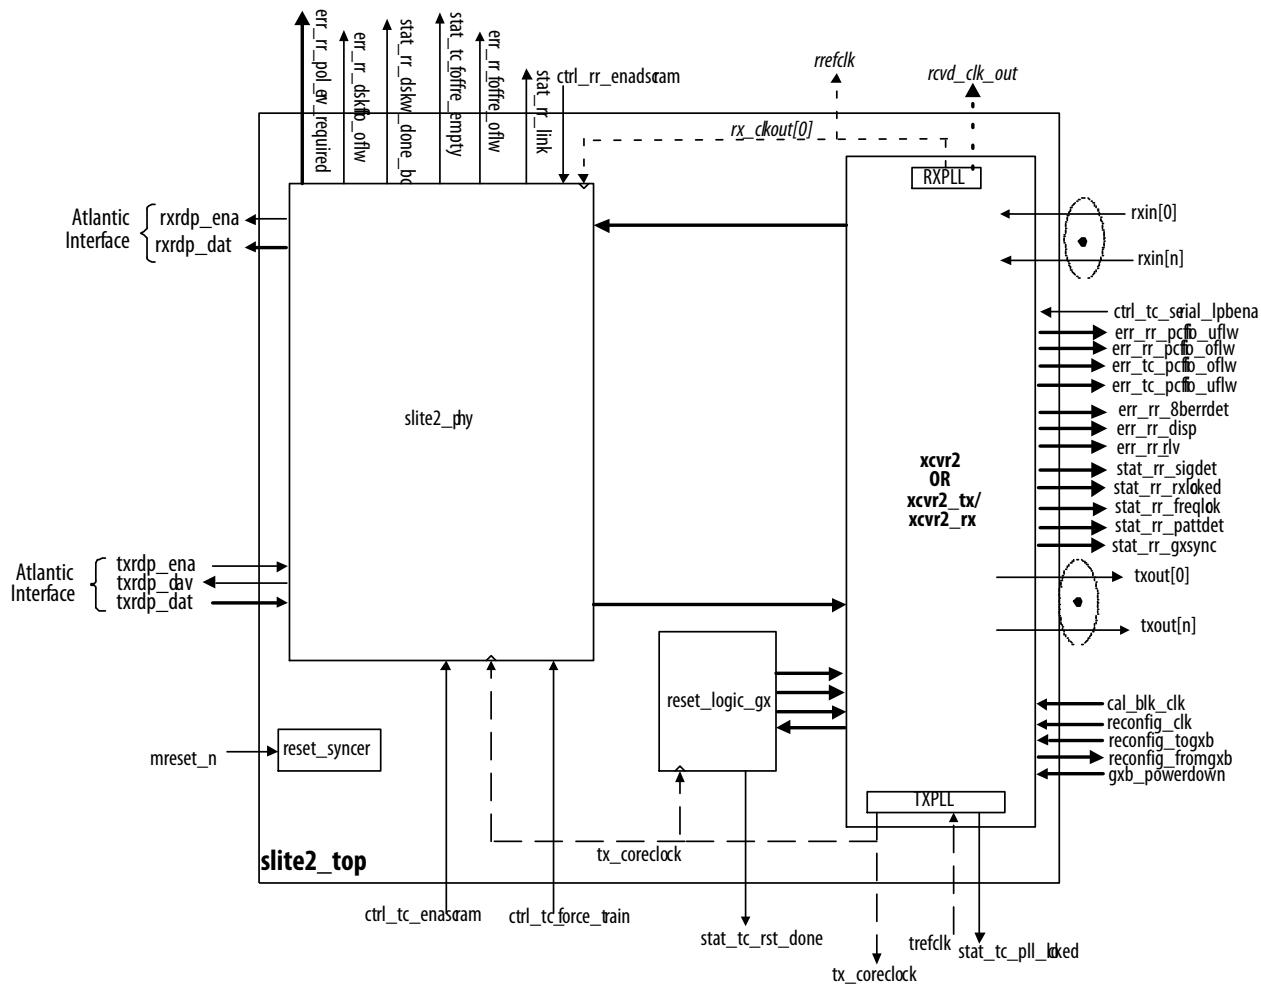 err_rr_pol_ev_required
err_rr_dskfifo_oflw
stat_rr_dskw_done_bc
stat_tc_foffre_empty
err_rr_foffre_oflw
stat_rr_link
ctrl_rr_enadscram
rrefclk
rcvd_clk_out
rx_clkout[0]
RXPLL
Atlantic
Interface
rxrdp_ena
rxrdp_dat
rxin[0]
rxin[n]
ctrl_tc_serial_lpbena
err_rr_pcfifo_uflw
err_rr_pcfifo_oflw
err_tc_pcfifo_oflw
err_tc_pcfifo_uflw
err_rr_8berrdet
err_rr_disp
err_rr_rlv
stat_rr_sigdet
stat_rr_rxlocked
stat_rr_freqlock
stat_rr_pattdet
stat_rr_gxsync
slite2_phy
xcvr2
OR
xcvr2_tx/
xcvr2_rx
Atlantic
Interface
txrdp_ena
txrdp_dav
txrdp_dat
txout[0]
txout[n]
reset_logic_gx
cal_blk_clk
reconfig_clk
reconfig_togxb
reconfig_fromgxb
gxb_powerdown
mreset_n
reset_syncer
TXPLL
tx_coreclock
slite2_top
ctrl_tc_enascram
ctrl_tc_force_train
stat_tc_rst_done
trefclk
stat_tc_pll_locked
tx_coreclock